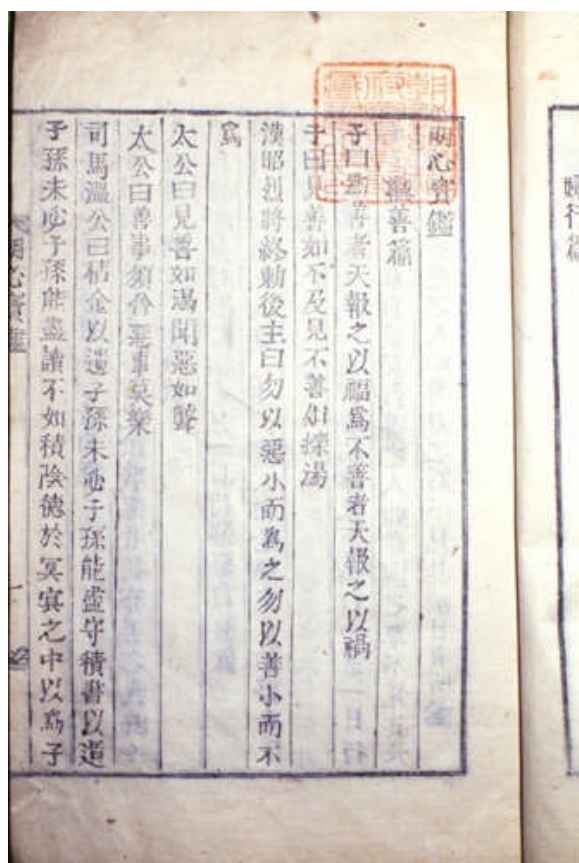 婦行篇
明心寶鑑
繼善篇
子曰爲善者天報之以福爲不善者天報之以禍
子曰見善如不及見不善如探湯
漢昭烈將終勅後主曰勿以惡小而爲之勿以善小而不
爲
太公曰見善如渴聞惡如聾
太公曰善事須貪惡事莫樂
司馬溫公曰積金以遺子孫未必子孫能盡守積書以遺
子孫未必子孫能盡讀不如積陰德於冥冥之中以爲子
明心寶鑑
一